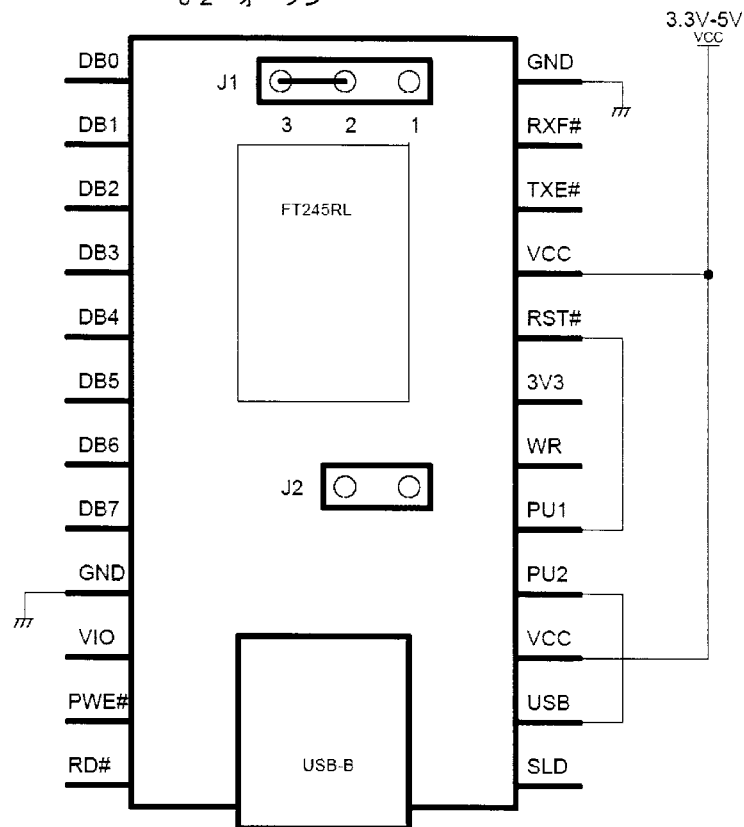 3.3V-5V
VCC
DB0
DB1
DB2
DB3
DB4
DB5
DB6
DB7
GND
VIO
PWE#
RD#
J1
3 2 1
FT245RL
J2
USB-B
GND
RXF#
TXE#
VCC
RST#
3V3
WR
PU1
PU2
VCC
USB
SLD